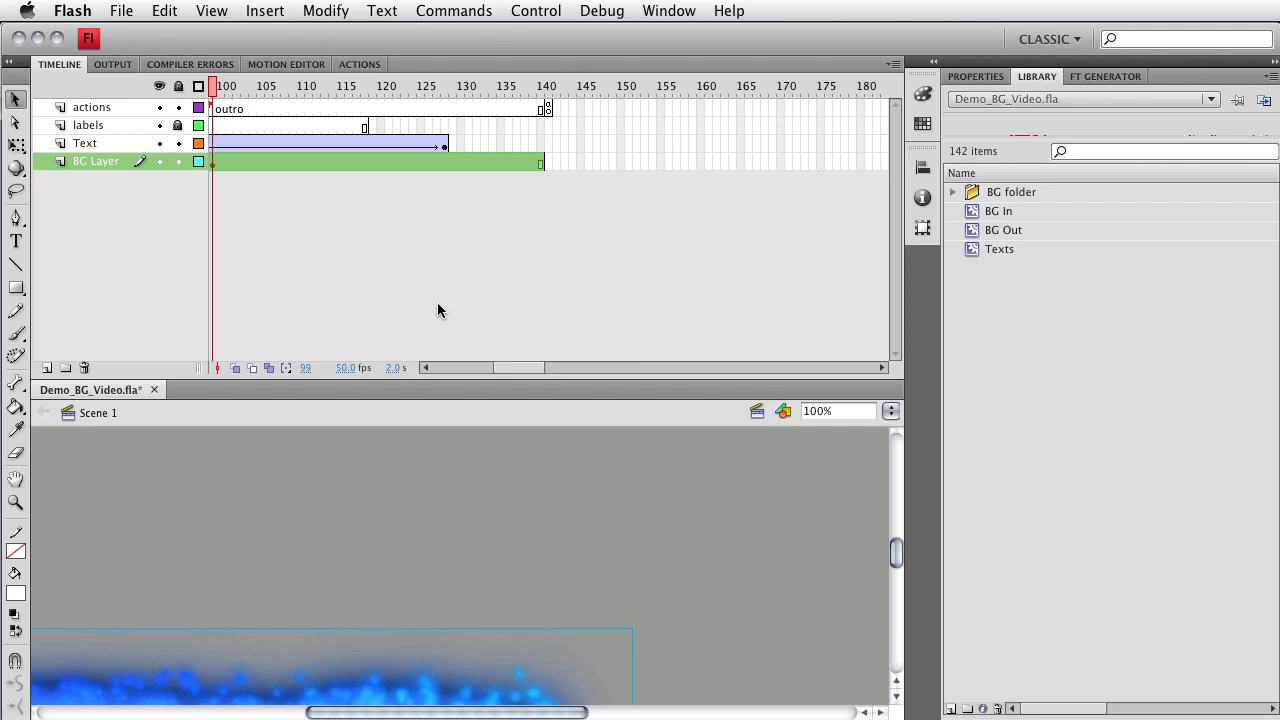 Flash File Edit View Insert Modify Text Commands Control Debug Window Help
Fl CLASSIC
TIMELINE OUTPUT COMPILER ERRORS MOTION EDITOR ACTIONS
100 105 110 115 120 125 130 135 140 145 150 155 160 165 170 175 180
actions
outro
labels
Text
BG Layer
99 50.0 fps 2.0 s
Demo_BG_Video.fla*
Scene 1
100%
T
PROPERTIES LIBRARY FT GENERATOR
Demo_BG_Video.fla
142 items
Name
BG folder
BG In
BG Out
Texts